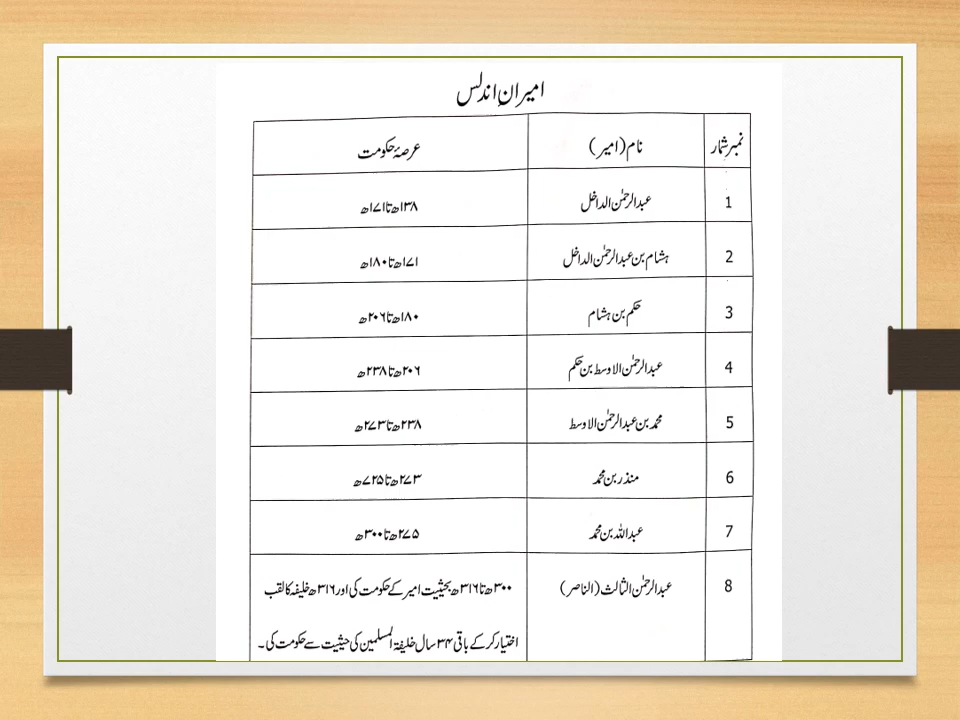 امیرانِ اندلس
نمبر شمار نام (امیر) عرصۂ حکومت
1 عبدالرحمٰن الداخل ۱۳۸ھ تا ۱۷۱ھ
2 ہشام بن عبدالرحمٰن الداخل ۱۷۱ھ تا ۱۸۰ھ
3 حکم بن ہشام ۱۸۰ھ تا ۲۰۶ھ
4 عبدالرحمٰن الاوسط بن حکم ۲۰۶ھ تا ۲۳۸ھ
5 محمد بن عبدالرحمٰن الاوسط ۲۳۸ھ تا ۲۷۳ھ
6 منذر بن محمد ۲۷۳ھ تا ۷۲۵ھ
7 عبداللہ بن محمد ۲۷۵ھ تا ۳۰۰ھ
8 عبدالرحمٰن الثالث (الناصر) ۳۰۰ھ تا ۳۱۶ھ بحیثیت امیر کے حکومت کی اور ۳۱۶ھ خلیفہ کا لقب
اختیار کر کے باقی ۳۴ سال خلیفۃ المسلمین کی حیثیت سے حکومت کی۔